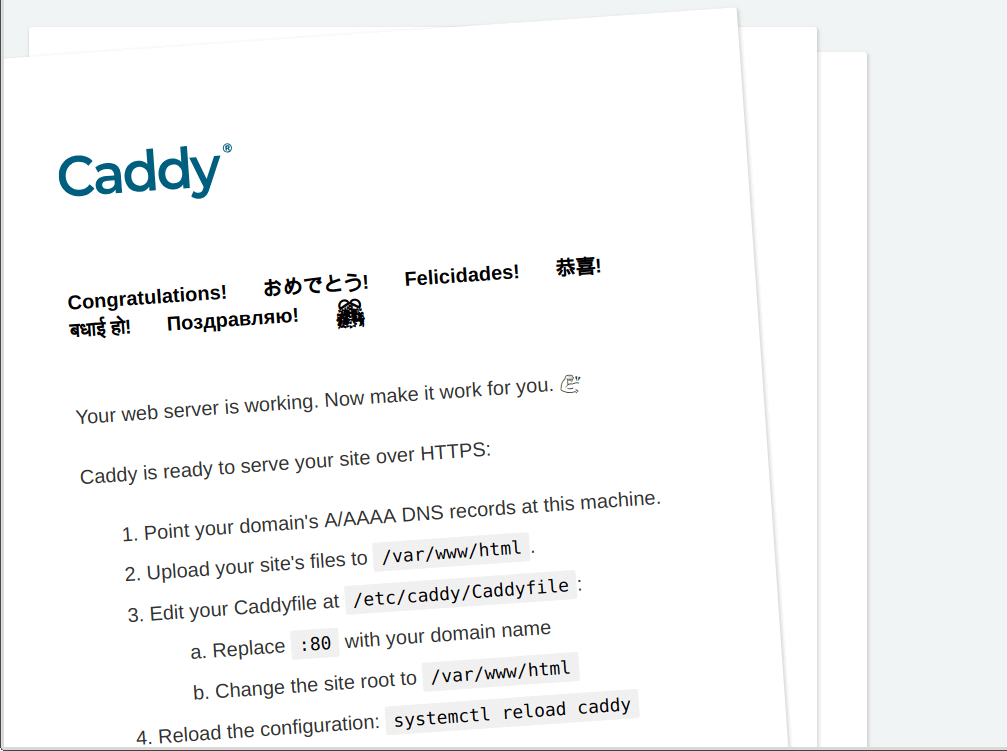 Caddy®
Congratulations! おめでとう! Felicidades! 恭喜!
बधाई हो! Поздравляю! 🎊
Your web server is working. Now make it work for you. 💪
Caddy is ready to serve your site over HTTPS:
1. Point your domain's A/AAAA DNS records at this machine.
2. Upload your site's files to /var/www/html.
3. Edit your Caddyfile at /etc/caddy/Caddyfile:
a. Replace :80 with your domain name
b. Change the site root to /var/www/html
4. Reload the configuration: systemctl reload caddy